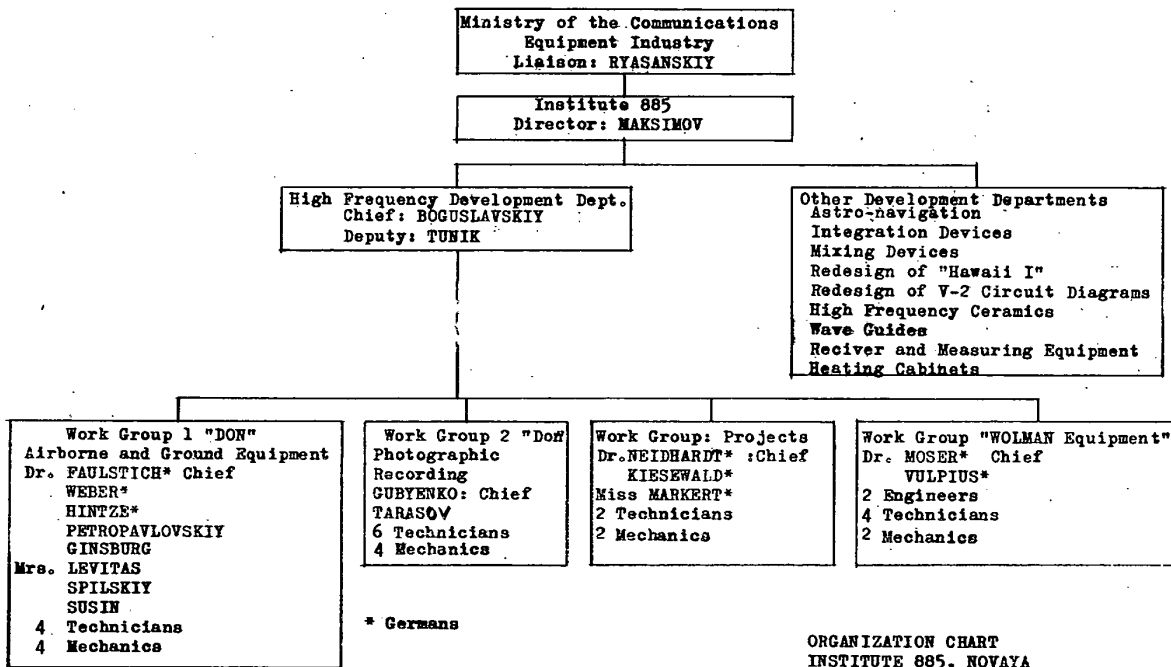 Ministry of the Communications
Equipment Industry
Liaison: RYASANSKIY
Institute 885
Director: MAKSIMOV
High Frequency Development Dept.
Chief: BOGUSLAVSKIY
Deputy: TUNIK
Other Development Departments
Astro-navigation
Integration Devices
Mixing Devices
Redesign of "Hawaii I"
Redesign of V-2 Circuit Diagrams
High Frequency Ceramics
Wave Guides
Reciver and Measuring Equipment
Heating Cabinets
Work Group 1 "DON"
Airborne and Ground Equipment
Dr. FAULSTICH* Chief
WEBER*
HINTZE*
PETROPAVLOVSKIY
GINSBURG
Mrs. LEVITAS
SPILSKIY
SUSIN
4 Technicians
4 Mechanics
Work Group 2 "Don"
Photographic
Recording
GUBYENKO: Chief
TARASOV
6 Technicians
4 Mechanics
Work Group: Projects
Dr.NEIDHARDT* :Chief
KIESEWALD*
Miss MARKERT*
2 Technicians
2 Mechanics
Work Group "WOLMAN Equipment"
Dr. MOSER* Chief
VULPIUS*
2 Engineers
4 Technicians
2 Mechanics
* Germans
ORGANIZATION CHART
INSTITUTE 885, NOVAYA